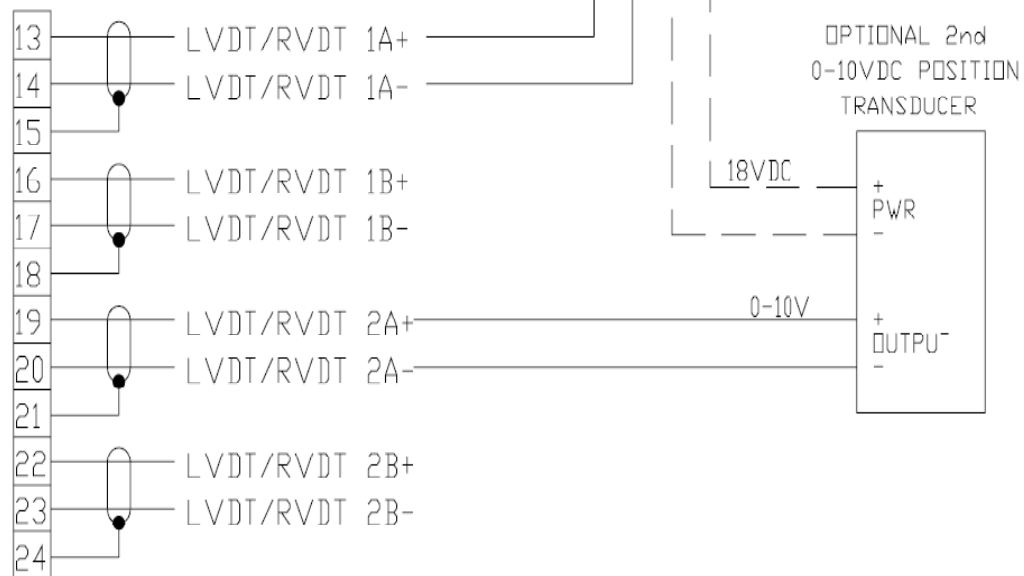 13 LVDT/RVDT 1A+
14 LVDT/RVDT 1A-
15
16 LVDT/RVDT 1B+
17 LVDT/RVDT 1B-
18
19 LVDT/RVDT 2A+
20 LVDT/RVDT 2A-
21
22 LVDT/RVDT 2B+
23 LVDT/RVDT 2B-
24
OPTIONAL 2nd
0-10VDC POSITION
TRANSDUCER
18VDC
+
PWR
-
0-10V
+
OUTPUT
-